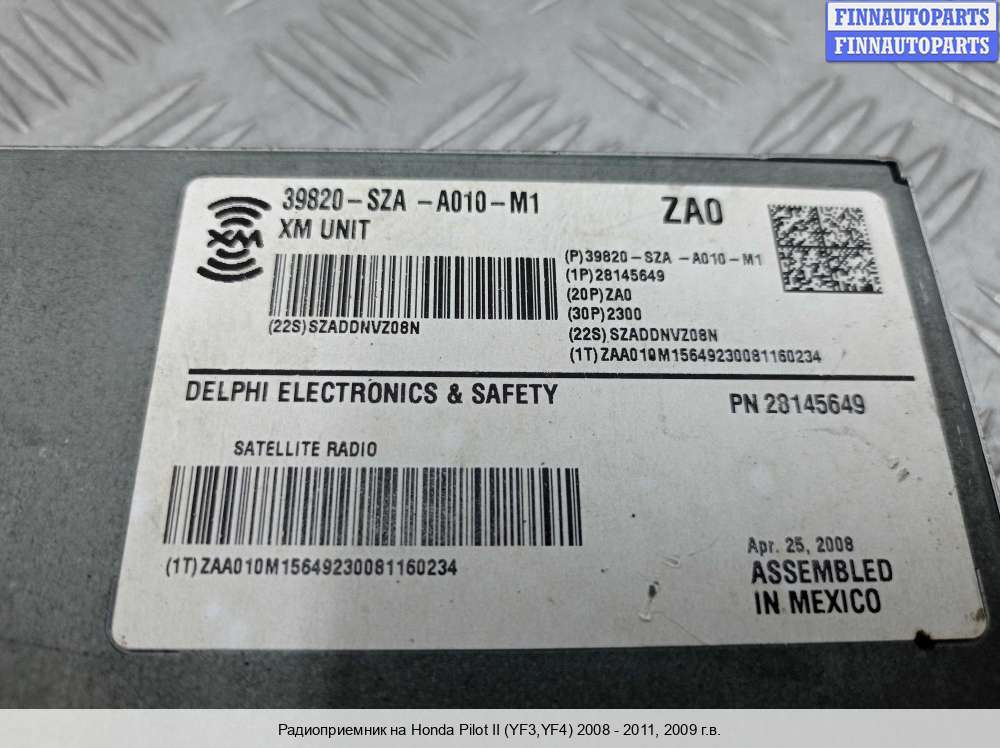 FINNAUTOPARTS
FINNAUTOPARTS
39820-SZA -A010-M1
XM UNIT
ZA0
XM
(22S)SZADDNVZ08N
(P)39820-SZA -A010-M1
(1P)28145649
(20P)ZA0
(30P)2300
(22S)SZADDNVZ08N
(1T)ZAA010M15649230081160234
DELPHI ELECTRONICS & SAFETY
PN 28145649
SATELLITE RADIO
(1T)ZAA010M15649230081160234
Apr. 25, 2008
ASSEMBLED
IN MEXICO
Радиоприемник на Honda Pilot II (YF3,YF4) 2008 - 2011, 2009 г.в.